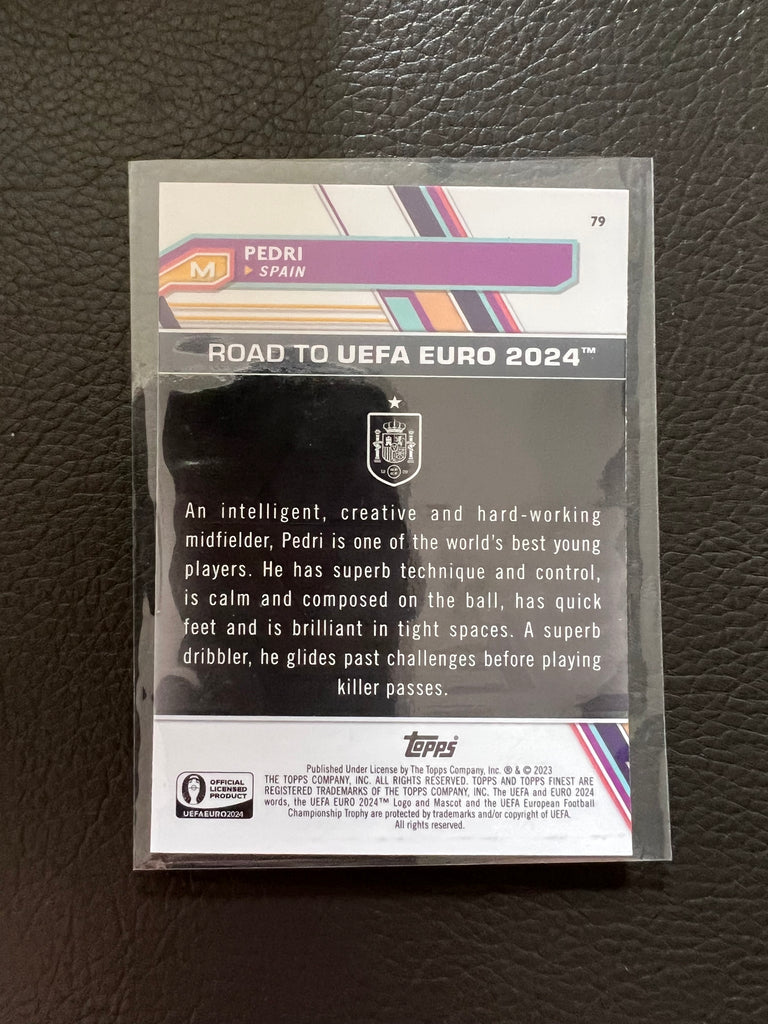 79
PEDRI
M
SPAIN
ROAD TO UEFA EURO 2024™
An intelligent, creative and hard-working
midfielder, Pedri is one of the world's best young
players. He has superb technique and control,
is calm and composed on the ball, has quick
feet and is brilliant in tight spaces. A superb
dribbler, he glides past challenges before playing
killer passes.
Topps
Published Under License by The Topps Company, Inc. ® & © 2023
THE TOPPS COMPANY, INC. ALL RIGHTS RESERVED. TOPPS AND TOPPS FINEST ARE
REGISTERED TRADEMARKS OF THE TOPPS COMPANY, INC. The UEFA and EURO 2024
words, the UEFA EURO 2024™ Logo and Mascot and the UEFA European Football
Championship Trophy are protected by trademarks and/or copyright of UEFA.
All rights reserved.
OFFICIAL
LICENSED
PRODUCT
UEFA EURO2024